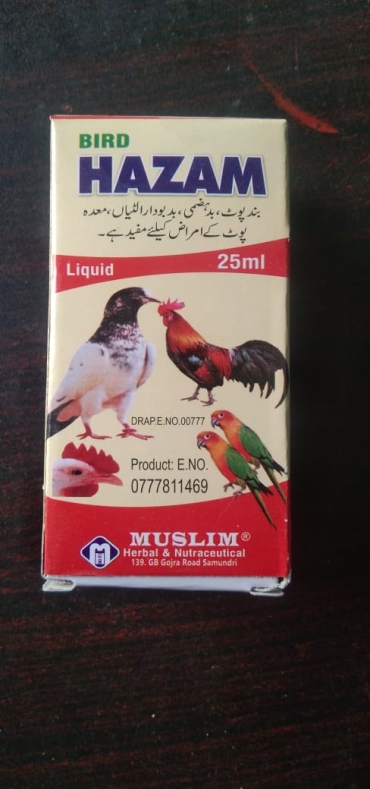 BIRD
HAZAM
بند پوٹ، بدہضمی، بدبودار الٹیاں، معدہ
پوٹ کے امراض کیلئے مفید ہے۔
Liquid 25ml
DRAP.E.NO.00777
Product: E.NO.
0777811469
MUSLIM®
Herbal & Nutraceutical
139. GB Gojra Road Samundri